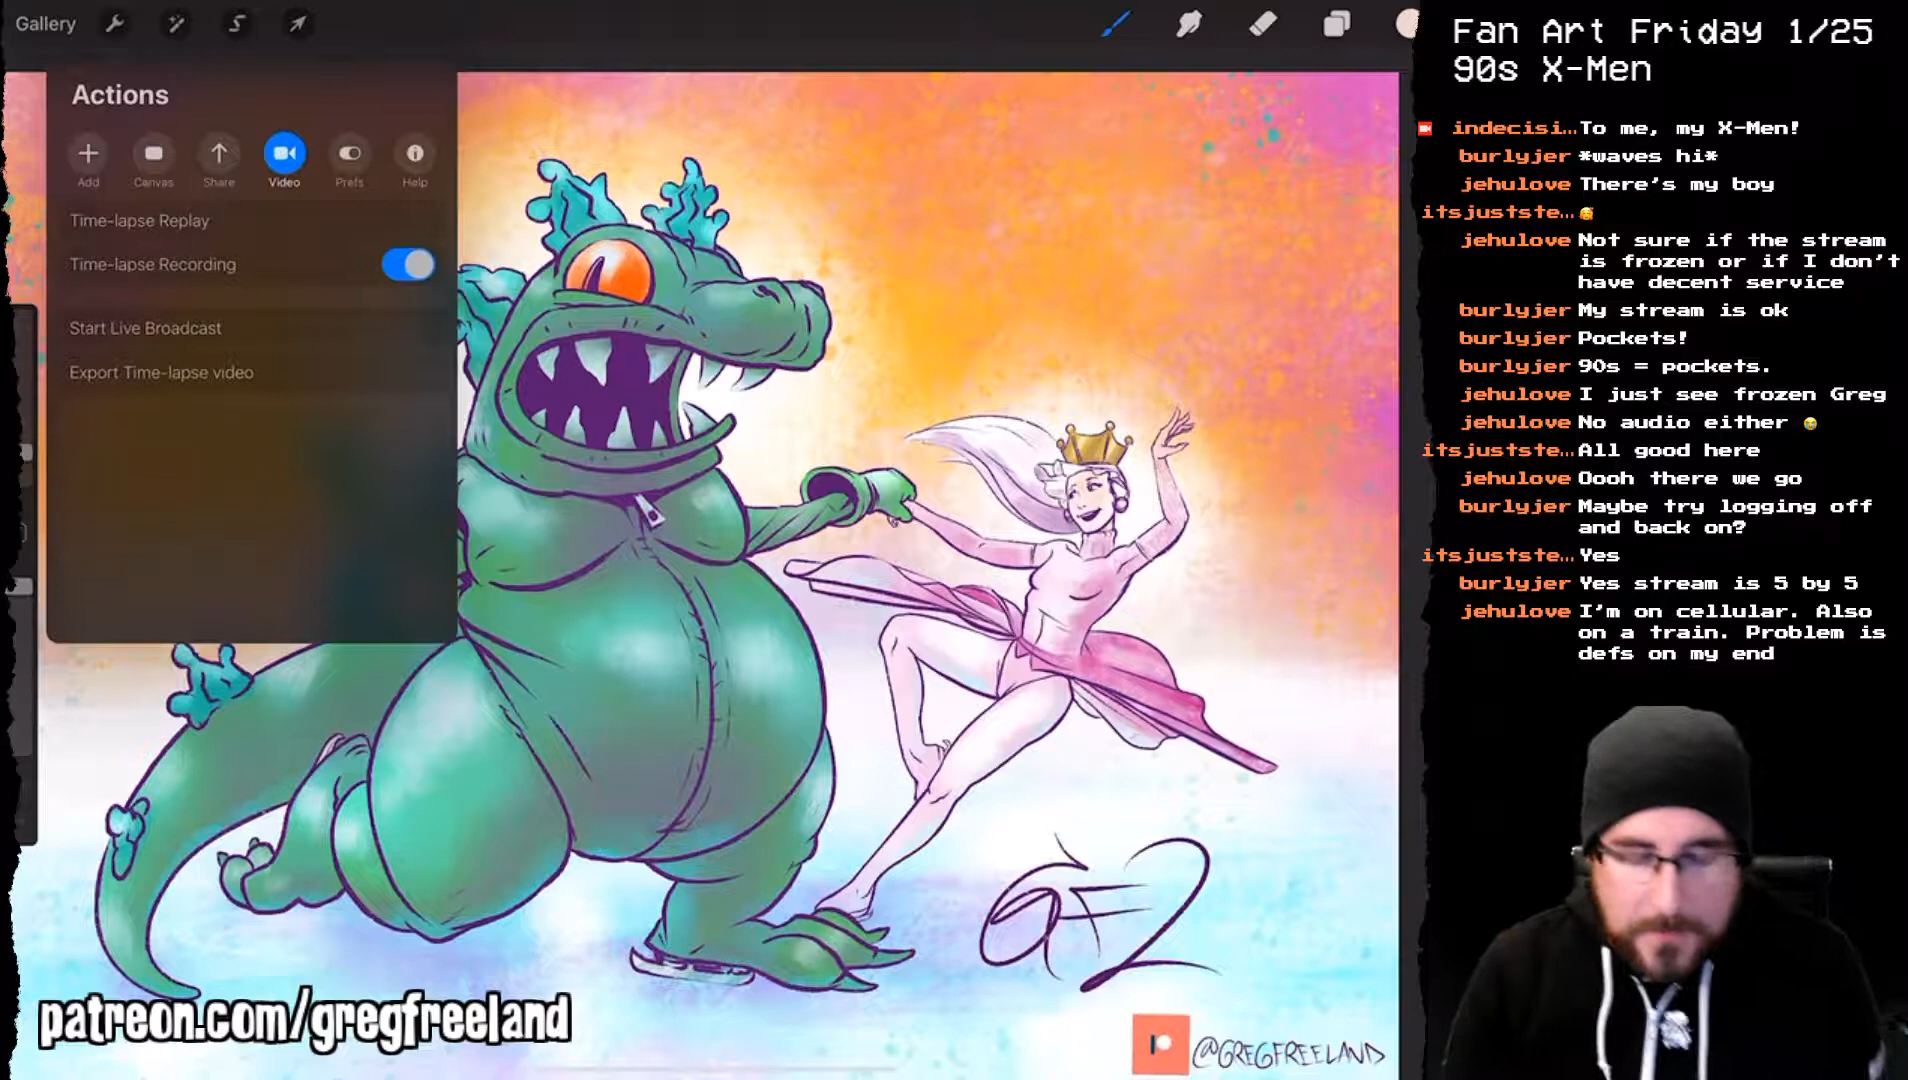 Gallery
Fan Art Friday 1/25
90s X-Men
Actions
Add Canvas Share Video Prefs Help
Time-lapse Replay
Time-lapse Recording
Start Live Broadcast
Export Time-lapse video
indecisi… To me, my X-Men!
burlyjer *waves hi*
jehulove There's my boy
itsjustste… 🥰
jehulove Not sure if the stream
is frozen or if I don't
have decent service
burlyjer My stream is ok
burlyjer Pockets!
burlyjer 90s = pockets.
jehulove I just see frozen Greg
jehulove No audio either 😭
itsjustste… All good here
jehulove Oooh there we go
burlyjer Maybe try logging off
and back on?
itsjustste… Yes
burlyjer Yes stream is 5 by 5
jehulove I'm on cellular. Also
on a train. Problem is
defs on my end
GF2
patreon.com/gregfreeland
@GREGFREELAND